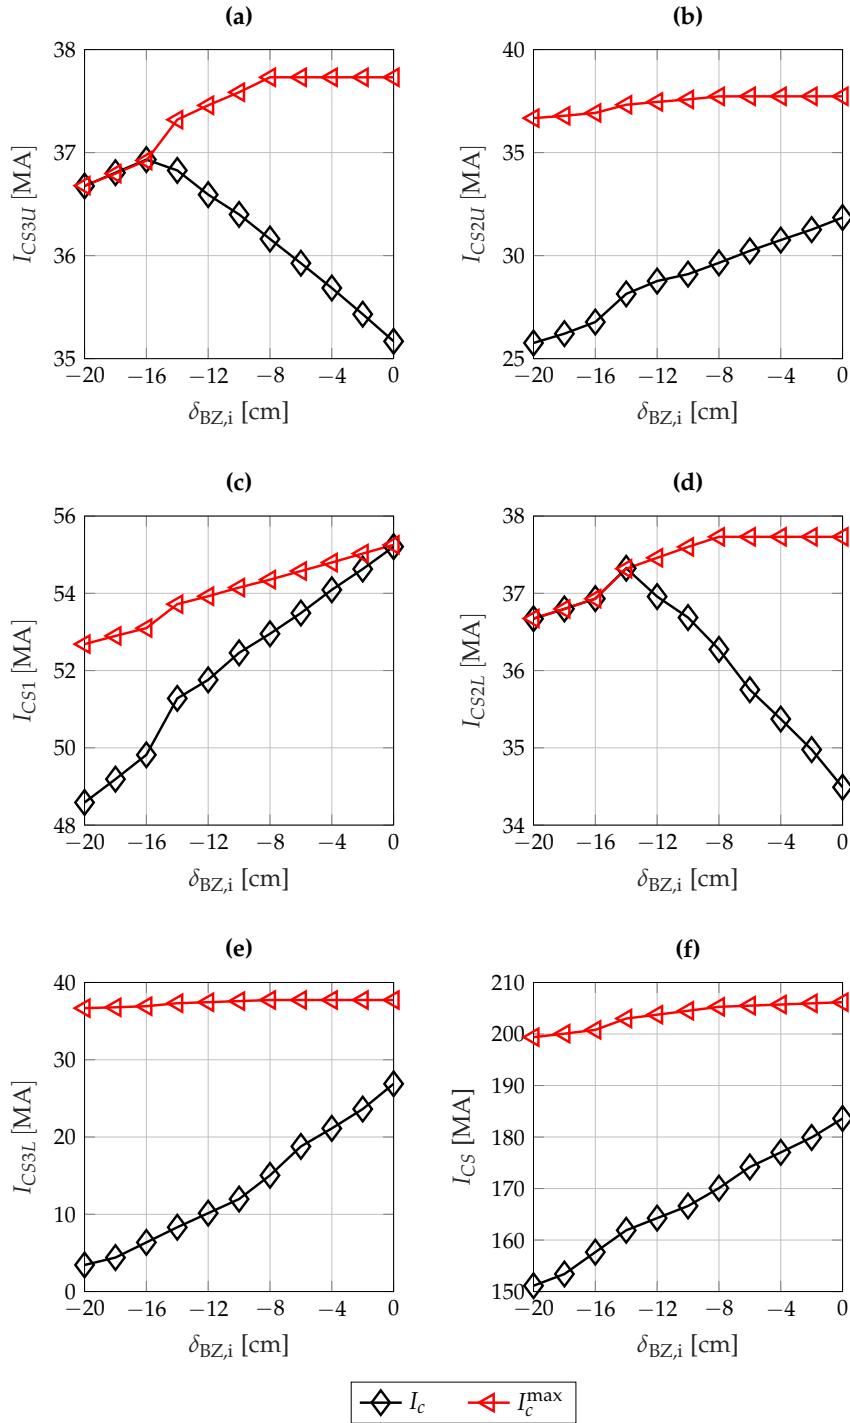 (a)
38
37
36
35
I_{CS3U} [MA]
−20 −16 −12 −8 −4 0
δ_{BZ,i} [cm]
(b)
40
35
30
25
I_{CS2U} [MA]
−20 −16 −12 −8 −4 0
δ_{BZ,i} [cm]
(c)
56
54
52
50
48
I_{CS1} [MA]
−20 −16 −12 −8 −4 0
δ_{BZ,i} [cm]
(d)
38
37
36
35
34
I_{CS2L} [MA]
−20 −16 −12 −8 −4 0
δ_{BZ,i} [cm]
(e)
40
30
20
10
0
I_{CS3L} [MA]
−20 −16 −12 −8 −4 0
δ_{BZ,i} [cm]
(f)
210
200
190
180
170
160
150
I_{CS} [MA]
−20 −16 −12 −8 −4 0
δ_{BZ,i} [cm]
I_c I_c^{max}